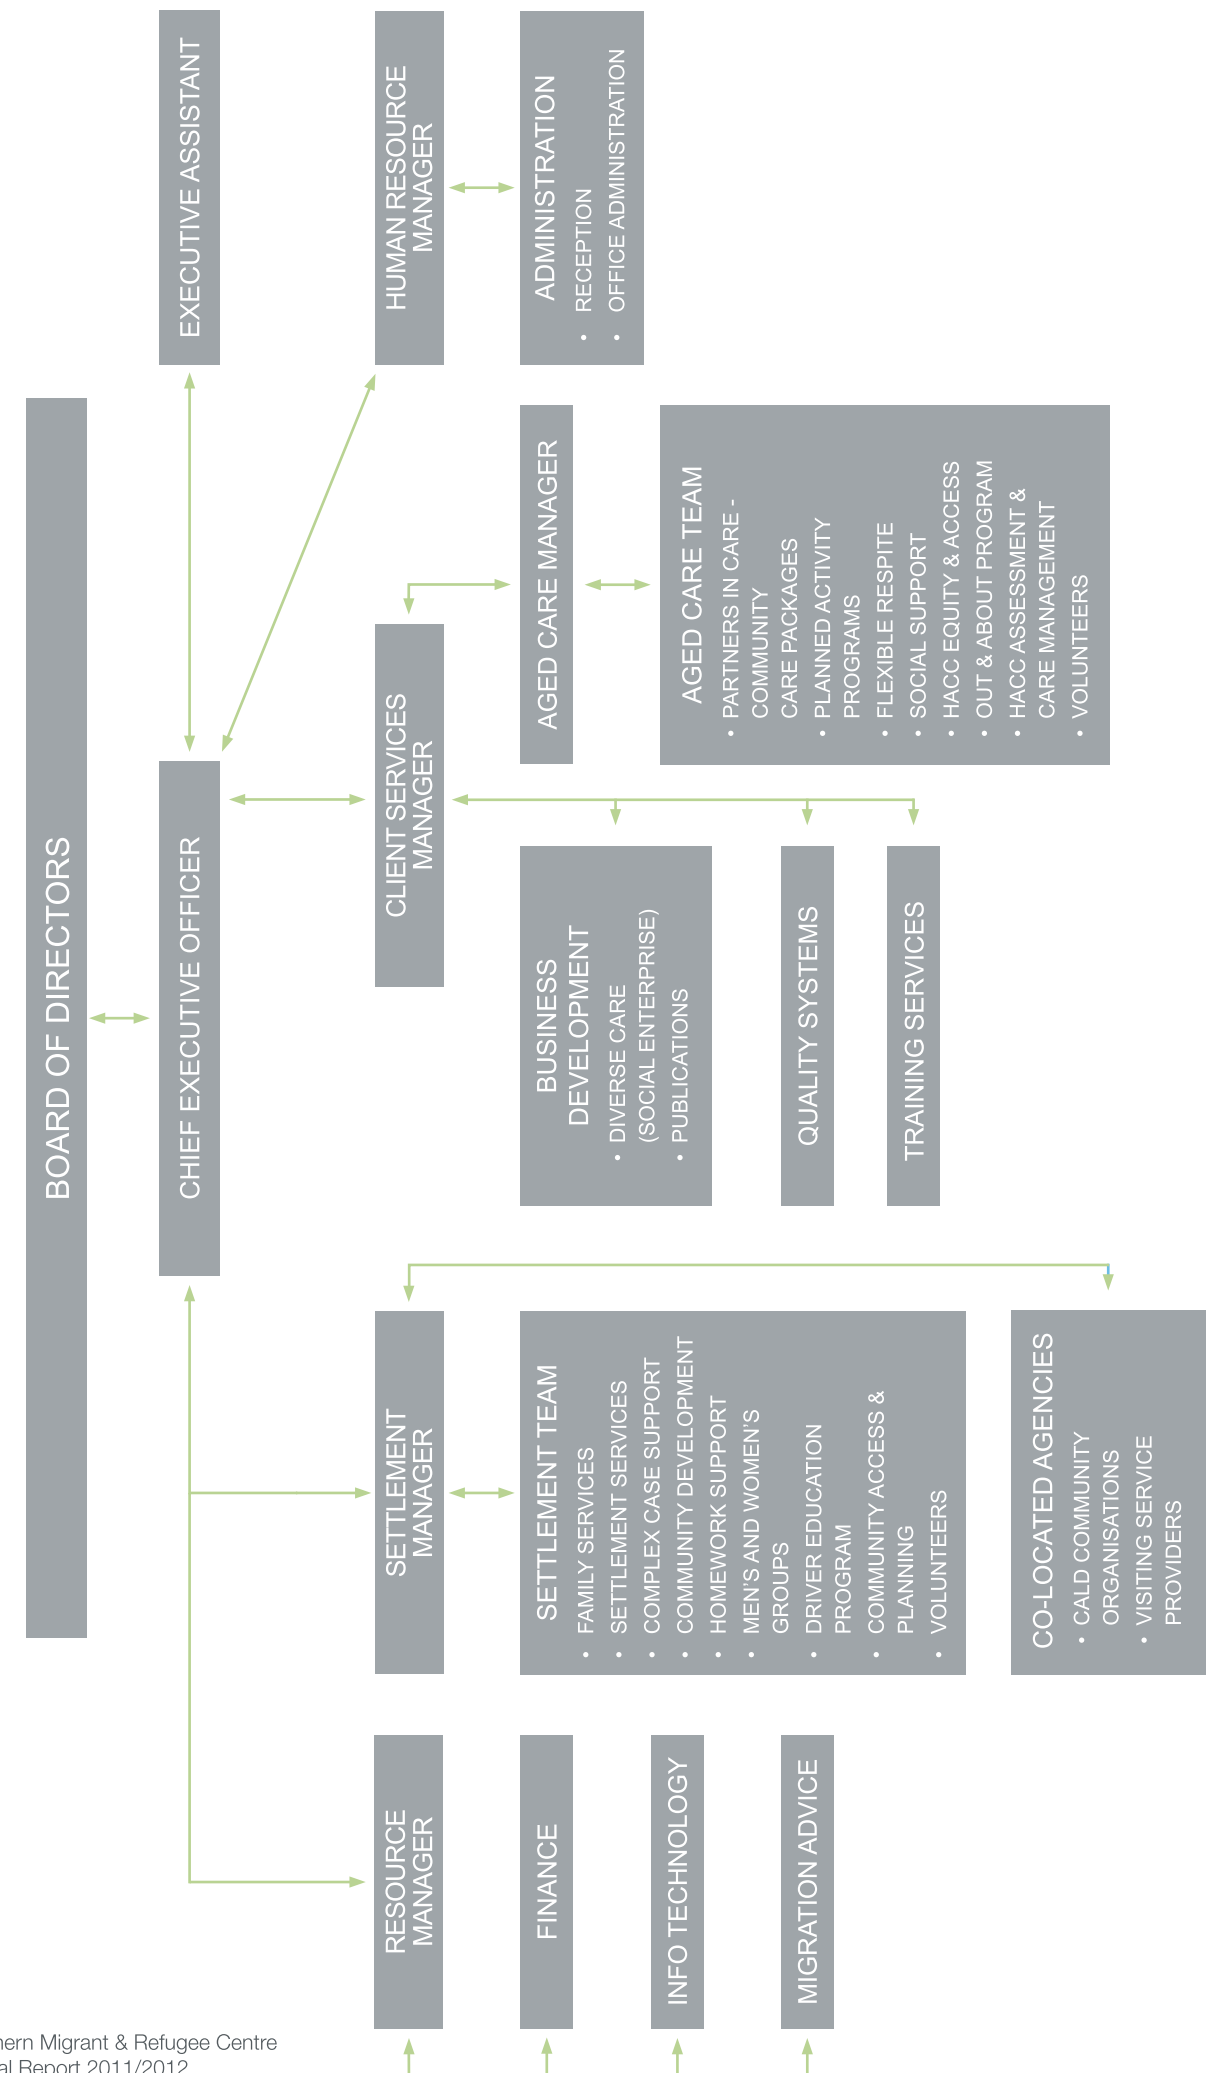 BOARD OF DIRECTORS
CHIEF EXECUTIVE OFFICER
EXECUTIVE ASSISTANT
RESOURCE
MANAGER
SETTLEMENT
MANAGER
CLIENT SERVICES
MANAGER
HUMAN RESOURCE
MANAGER
FINANCE
INFO TECHNOLOGY
MIGRATION ADVICE
SETTLEMENT TEAM
• FAMILY SERVICES
• SETTLEMENT SERVICES
• COMPLEX CASE SUPPORT
• COMMUNITY DEVELOPMENT
• HOMEWORK SUPPORT
• MEN'S AND WOMEN'S
GROUPS
• DRIVER EDUCATION
PROGRAM
• COMMUNITY ACCESS &
PLANNING
• VOLUNTEERS
CO-LOCATED AGENCIES
• CALD COMMUNITY
ORGANISATIONS
• VISITING SERVICE
PROVIDERS
BUSINESS
DEVELOPMENT
• DIVERSE CARE
(SOCIAL ENTERPRISE)
• PUBLICATIONS
QUALITY SYSTEMS
TRAINING SERVICES
AGED CARE MANAGER
AGED CARE TEAM
• PARTNERS IN CARE -
COMMUNITY
CARE PACKAGES
• PLANNED ACTIVITY
PROGRAMS
• FLEXIBLE RESPITE
• SOCIAL SUPPORT
• HACC EQUITY & ACCESS
• OUT & ABOUT PROGRAM
• HACC ASSESSMENT &
CARE MANAGEMENT
• VOLUNTEERS
ADMINISTRATION
• RECEPTION
• OFFICE ADMINISTRATION
Migrant & Refugee Centre
Report 2011/2012